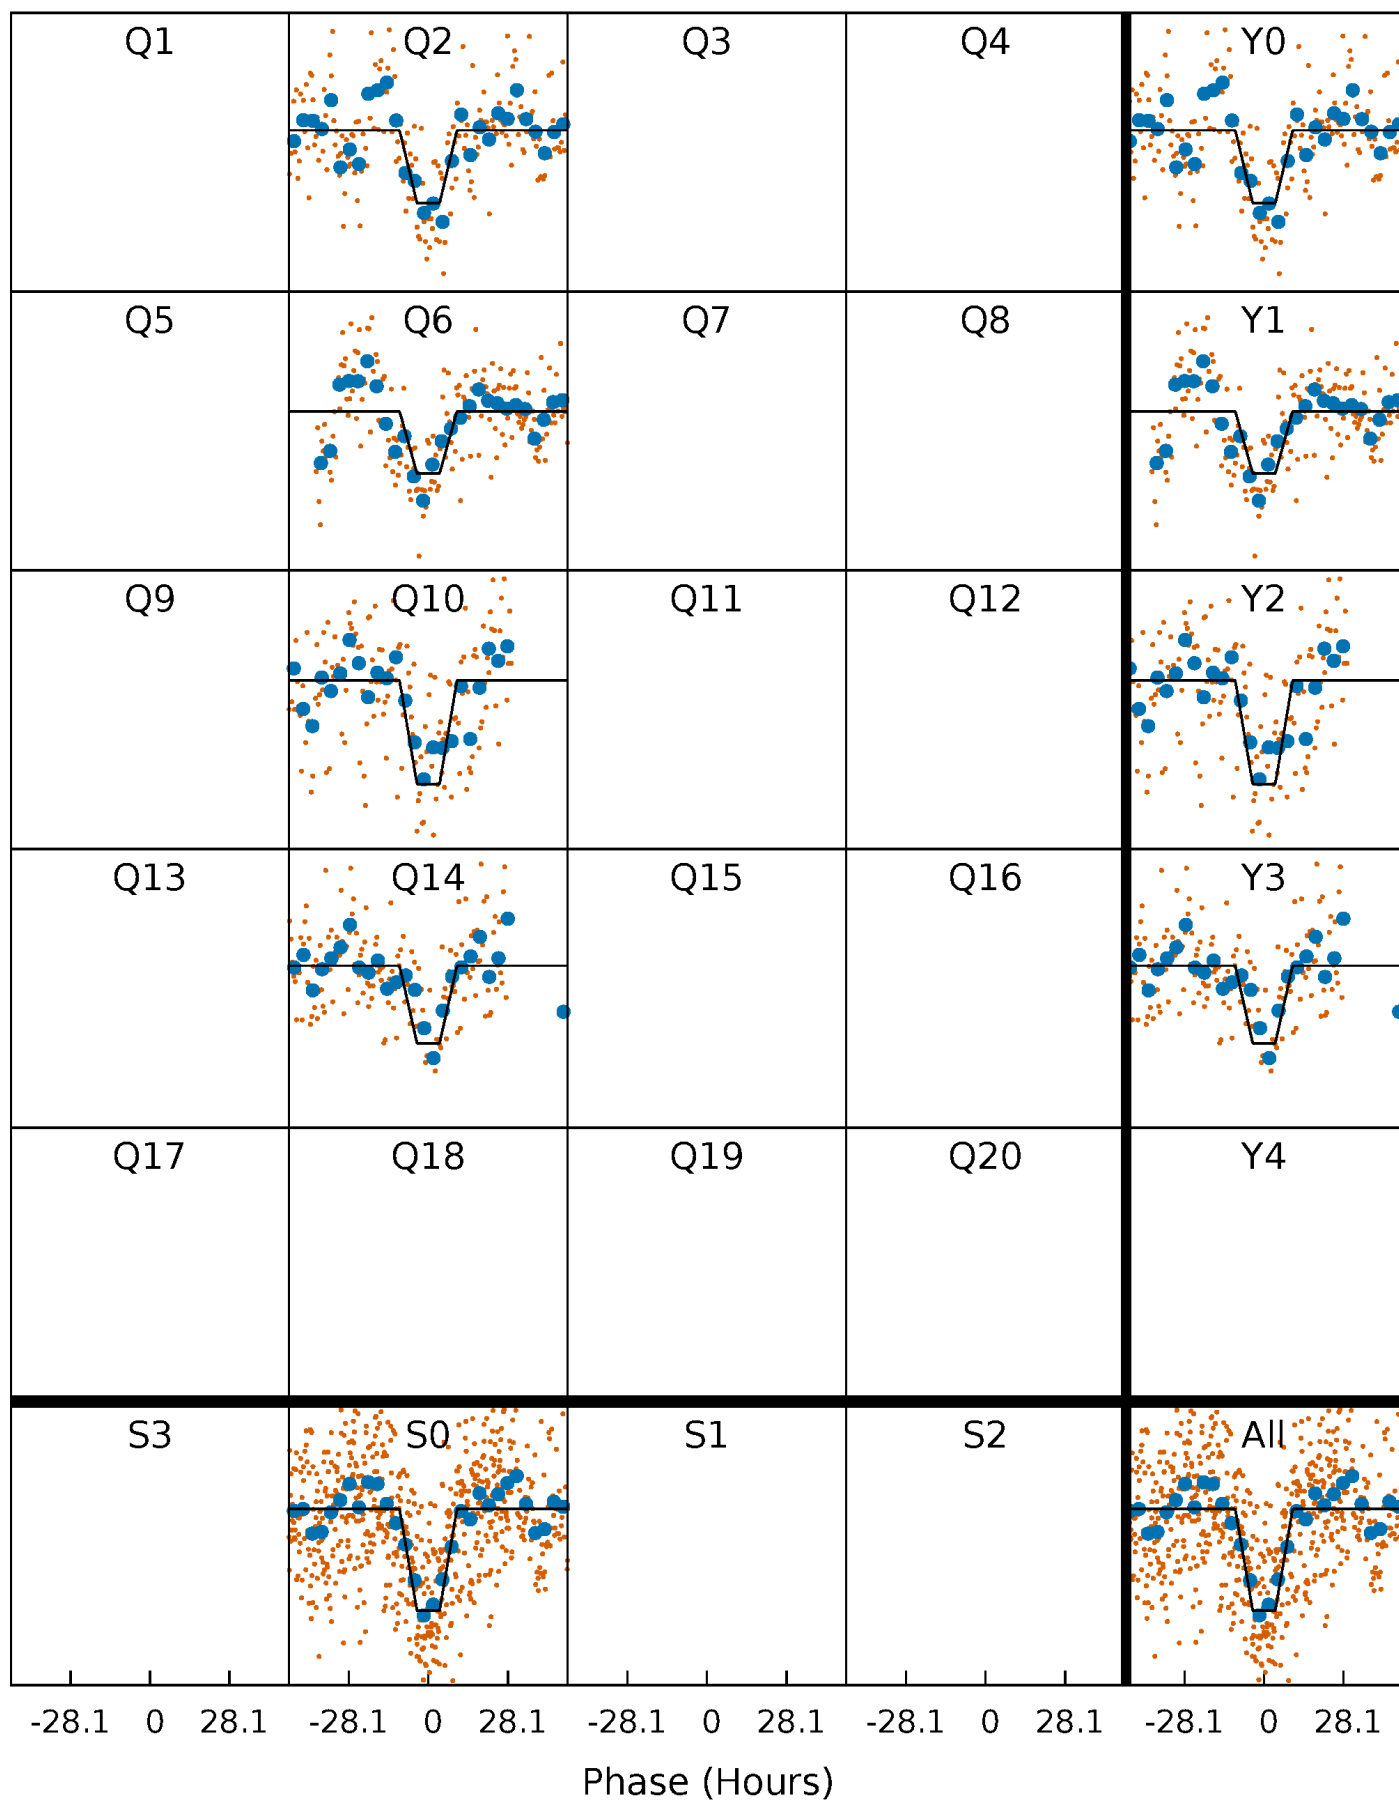 Q1 Q2 Q3 Q4 Y0
Q5 Q6 Q7 Q8 Y1
Q9 Q10 Q11 Q12 Y2
Q13 Q14 Q15 Q16 Y3
Q17 Q18 Q19 Q20 Y4
S3 S0 S1 S2 All
-28.1 0 28.1 -28.1 0 28.1 -28.1 0 28.1 -28.1 0 28.1 -28.1 0 28.1
Phase (Hours)